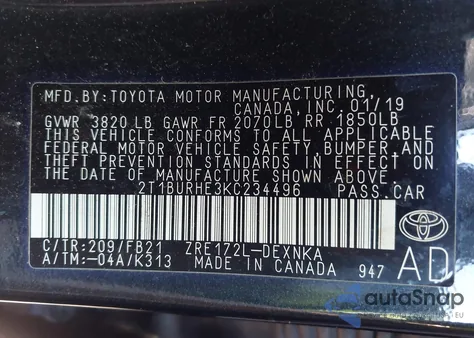 MFD.BY:TOYOTA MOTOR MANUFACTURING,
CANADA, INC. 01/19
GVWR 3820 LB GAWR FR 2070LB RR 1850LB
THIS VEHICLE CONFORMS TO ALL APPLICABLE
FEDERAL MOTOR VEHICLE SAFETY, BUMPER, AND
THEFT PREVENTION STANDARDS IN EFFECT ON
THE DATE OF MANUFACTURE SHOWN ABOVE.
2T1BURHE3KC234496 PASS.CAR
C/TR:209/FB21 ZRE172L-DEXNKA
A/TM:-04A/K313 MADE IN CANADA 947
AD
autoSnap